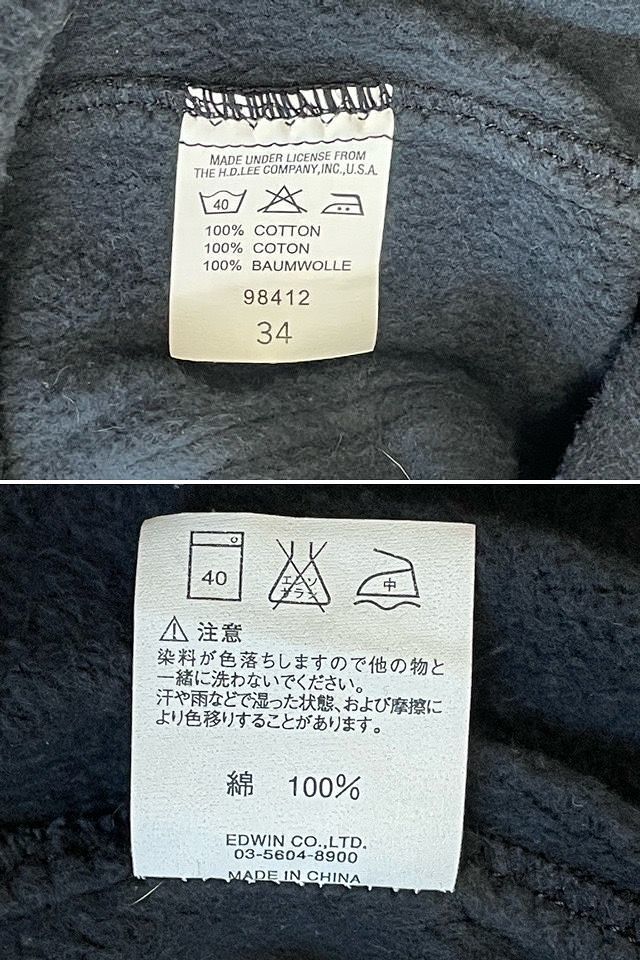 MADE UNDER LICENSE FROM
THE H.D.LEE COMPANY,INC.,U.S.A.
40
100% COTTON
100% COTON
100% BAUMWOLLE
98412
34
40
エンソ
サラシ
中
注意
染料が色落ちしますので他の物と
一緒に洗わないでください。
汗や雨などで湿った状態、および摩擦に
より色移りすることがあります。
綿 100%
EDWIN CO.,LTD.
03-5604-8900
MADE IN CHINA